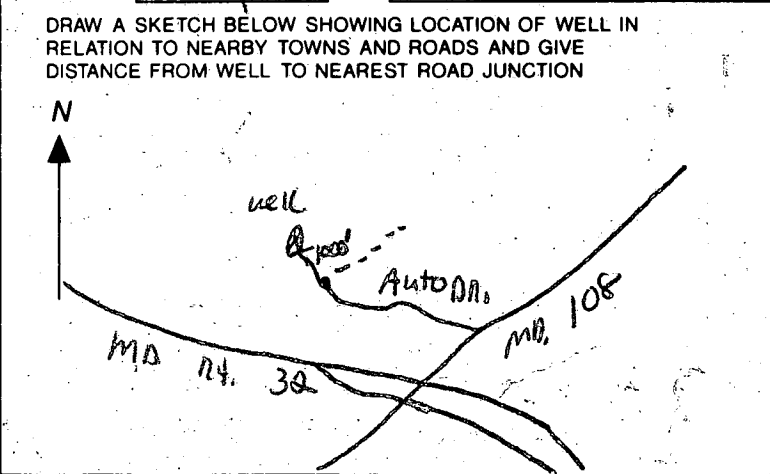 DRAW A SKETCH BELOW SHOWING LOCATION OF WELL IN
RELATION TO NEARBY TOWNS AND ROADS AND GIVE
DISTANCE FROM WELL TO NEAREST ROAD JUNCTION
N
well
1000'
Auto DR.
MD. 108
MD Rt. 32